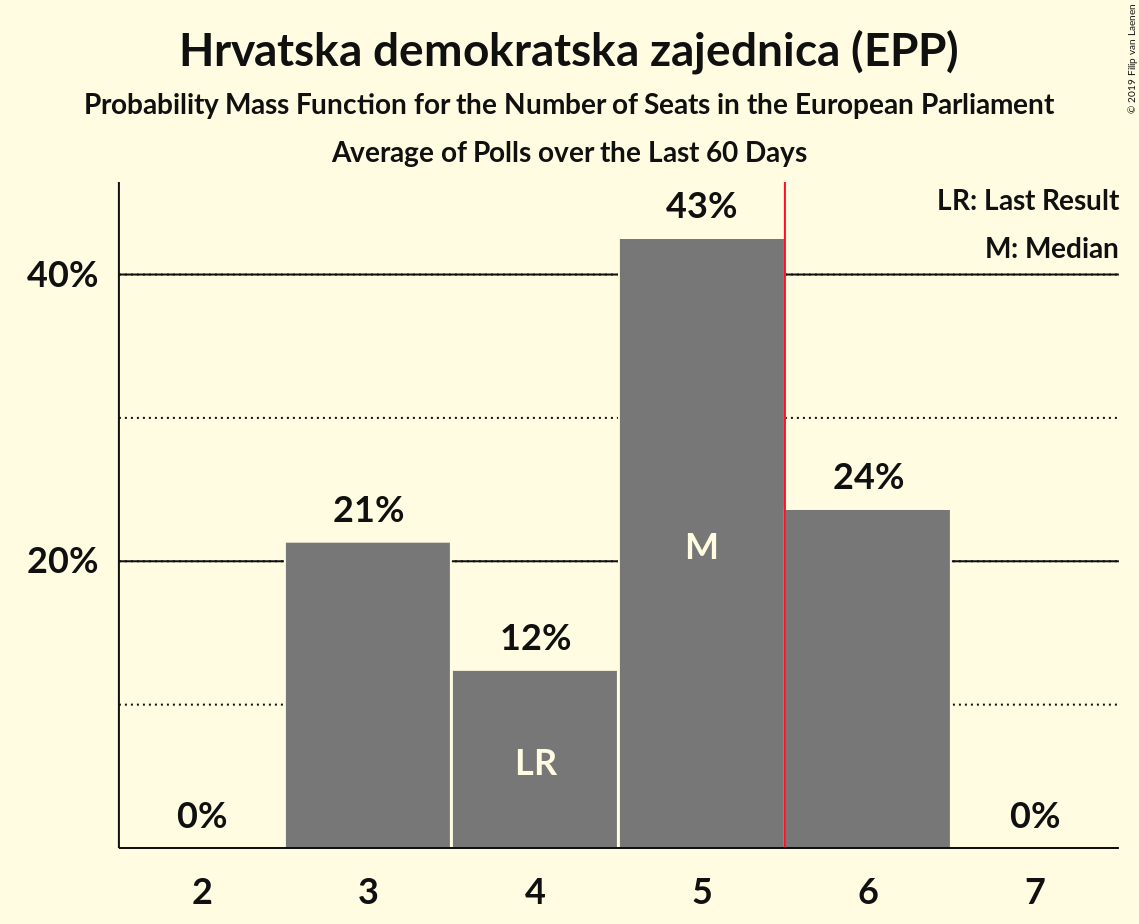 Hrvatska demokratska zajednica (EPP)
Probability Mass Function for the Number of Seats in the European Parliament
Average of Polls over the Last 60 Days
© 2019 Filip van Laenen
LR: Last Result
M: Median
43%
40%
24%
21%
M
20%
12%
LR
0%
0%
2 3 4 5 6 7